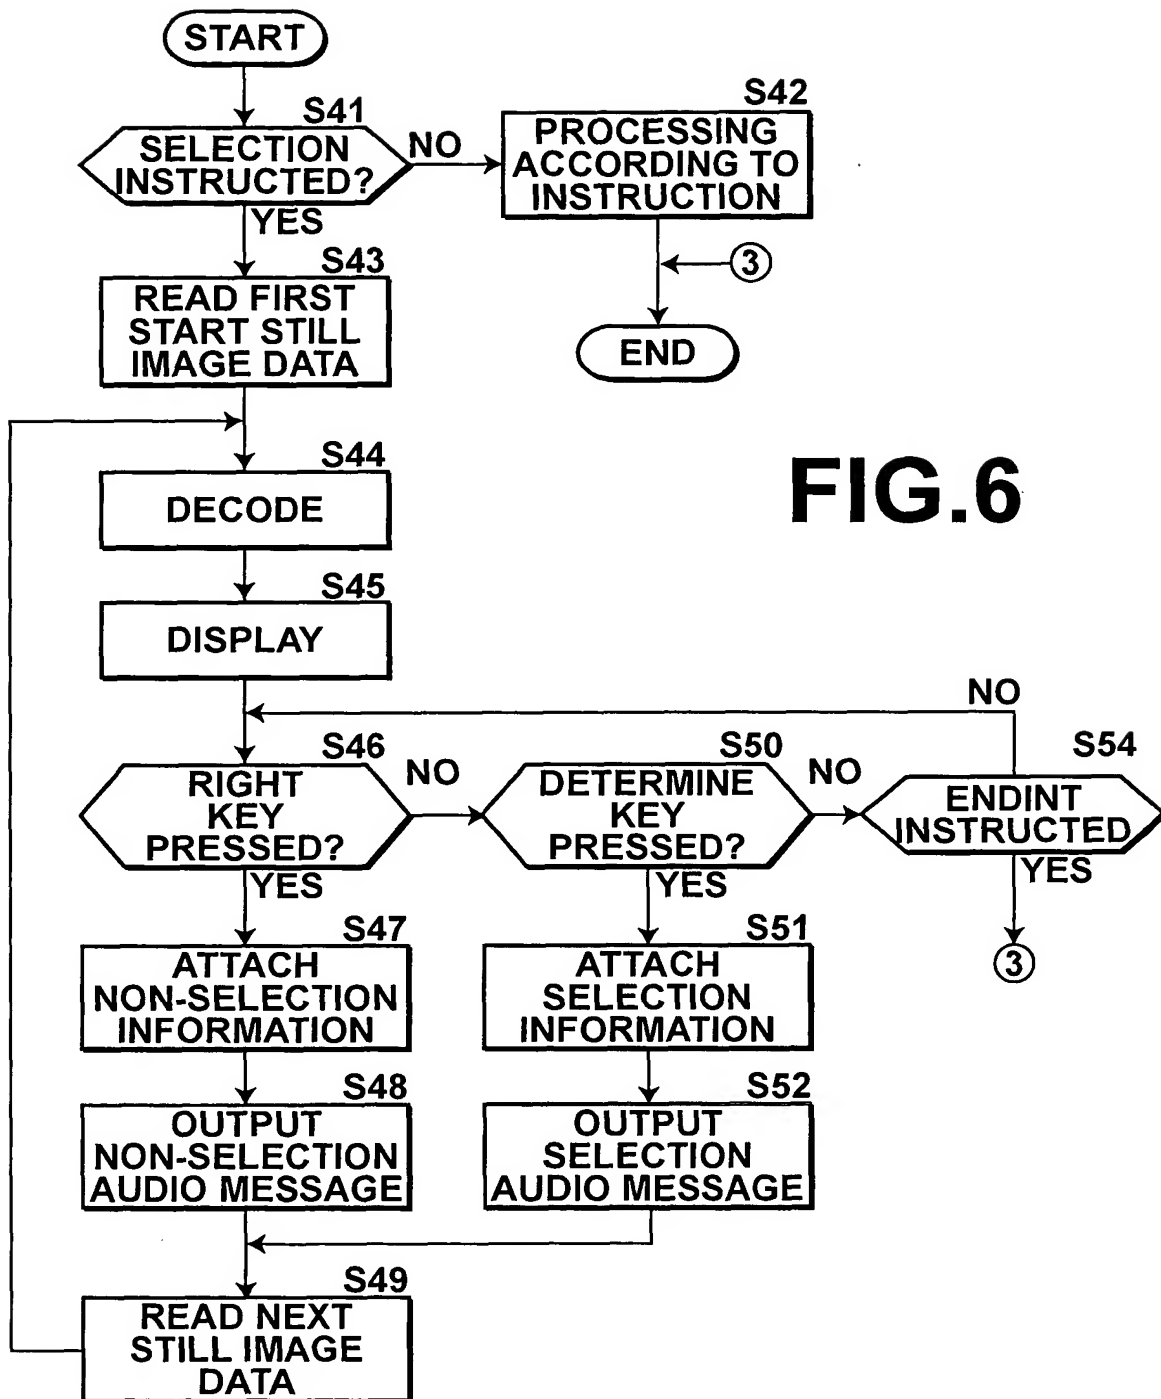 START
S41
SELECTION
INSTRUCTED?
NO
YES
S42
PROCESSING
ACCORDING TO
INSTRUCTION
3
END
S43
READ FIRST
START STILL
IMAGE DATA
FIG.6
S44
DECODE
S45
DISPLAY
NO
S46
RIGHT
KEY
PRESSED?
NO
YES
S50
DETERMINE
KEY
PRESSED?
NO
YES
S54
ENDINT
INSTRUCTED
YES
3
S47
ATTACH
NON-SELECTION
INFORMATION
S51
ATTACH
SELECTION
INFORMATION
S48
OUTPUT
NON-SELECTION
AUDIO MESSAGE
S52
OUTPUT
SELECTION
AUDIO MESSAGE
S49
READ NEXT
STILL IMAGE
DATA